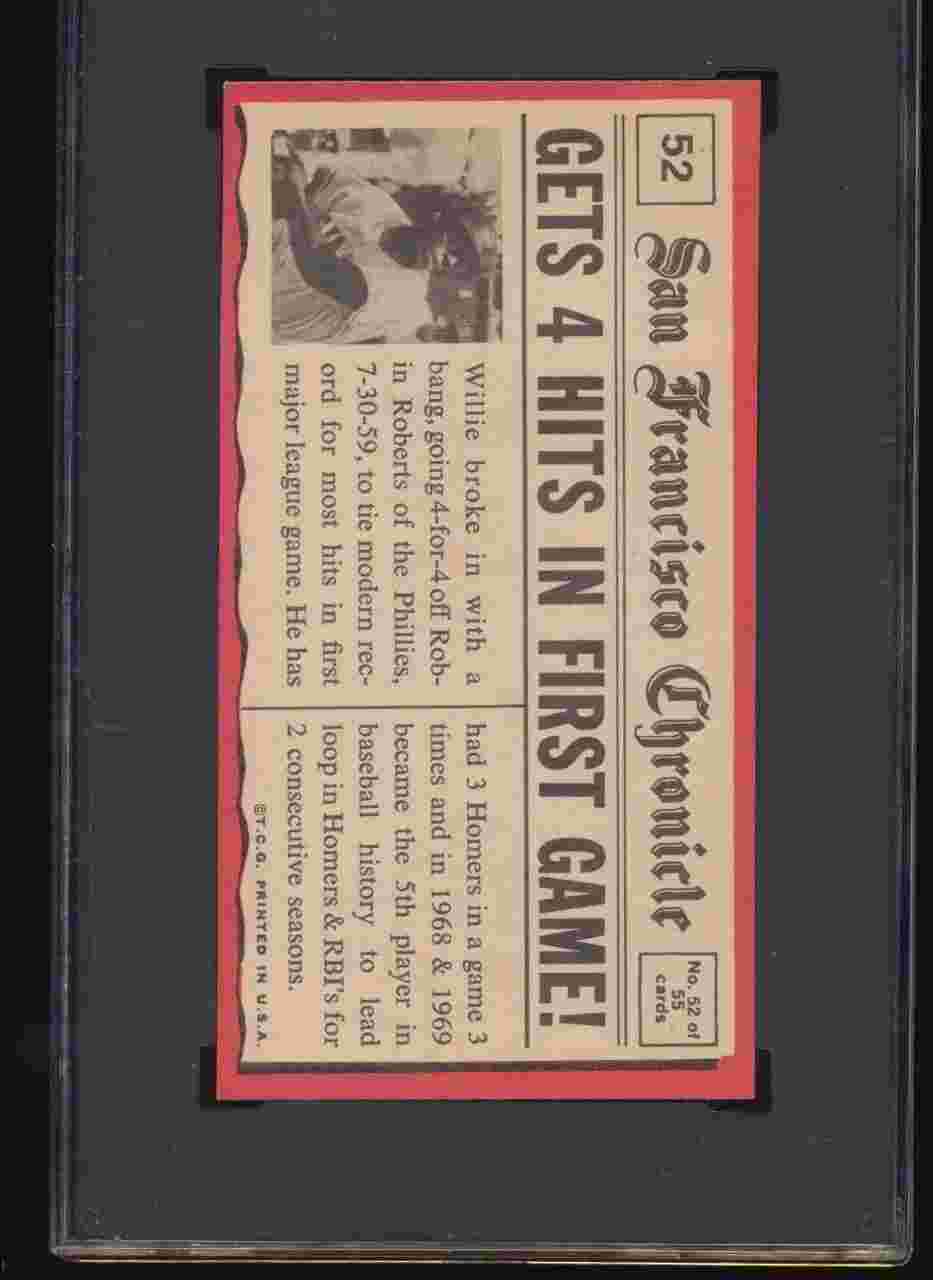 52
San Francisco Chronicle
No. 52 of
55
cards
GETS 4 HITS IN FIRST GAME!
Willie broke in with a
bang, going 4-for-4 off Rob-
in Roberts of the Phillies,
7-30-59, to tie modern rec-
ord for most hits in first
major league game. He has
had 3 Homers in a game 3
times and in 1968 & 1969
became the 5th player in
baseball history to lead
loop in Homers & RBI's for
2 consecutive seasons.
©T.C.G. PRINTED IN U.S.A.